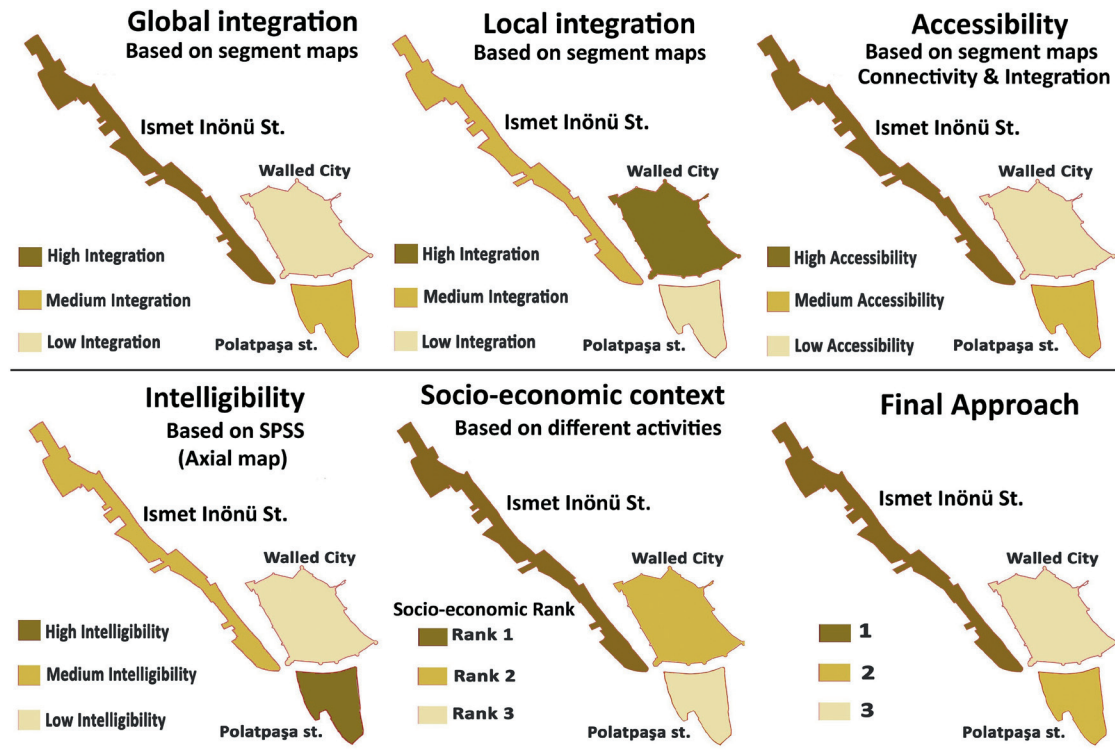 Global integration
Based on segment maps
Ismet Inönü St.
Walled City
High Integration
Medium Integration
Low Integration
Polatpaşa st.
Local integration
Based on segment maps
Ismet Inönü St.
Walled City
High Integration
Medium Integration
Low Integration
Polatpaşa st.
Accessibility
Based on segment maps
Connectivity & Integration
Ismet Inönü St.
Walled City
High Accessibility
Medium Accessibility
Low Accessibility
Polatpaşa st.
Intelligibility
Based on SPSS
(Axial map)
Ismet Inönü St.
Walled City
High Intelligibility
Medium Intelligibility
Low Intelligibility
Polatpaşa st.
Socio-economic context
Based on different activities
Ismet Inönü St.
Walled City
Socio-economic Rank
Rank 1
Rank 2
Rank 3
Polatpaşa st.
Final Approach
Ismet Inönü St.
Walled City
1
2
3
Polatpaşa st.